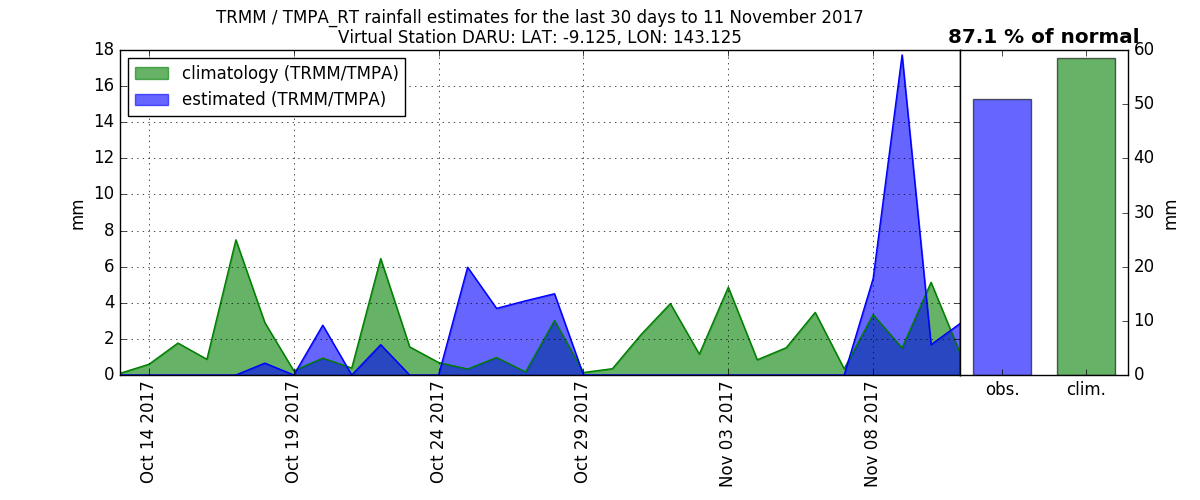 TRMM / TMPA_RT rainfall estimates for the last 30 days to 11 November 2017
Virtual Station DARU: LAT: -9.125, LON: 143.125
87.1 % of normal
climatology (TRMM/TMPA)
estimated (TRMM/TMPA)
18
16
14
12
10
8
6
4
2
0
mm
Oct 14 2017
Oct 19 2017
Oct 24 2017
Oct 29 2017
Nov 03 2017
Nov 08 2017
60
50
40
30
20
10
0
mm
obs.
clim.